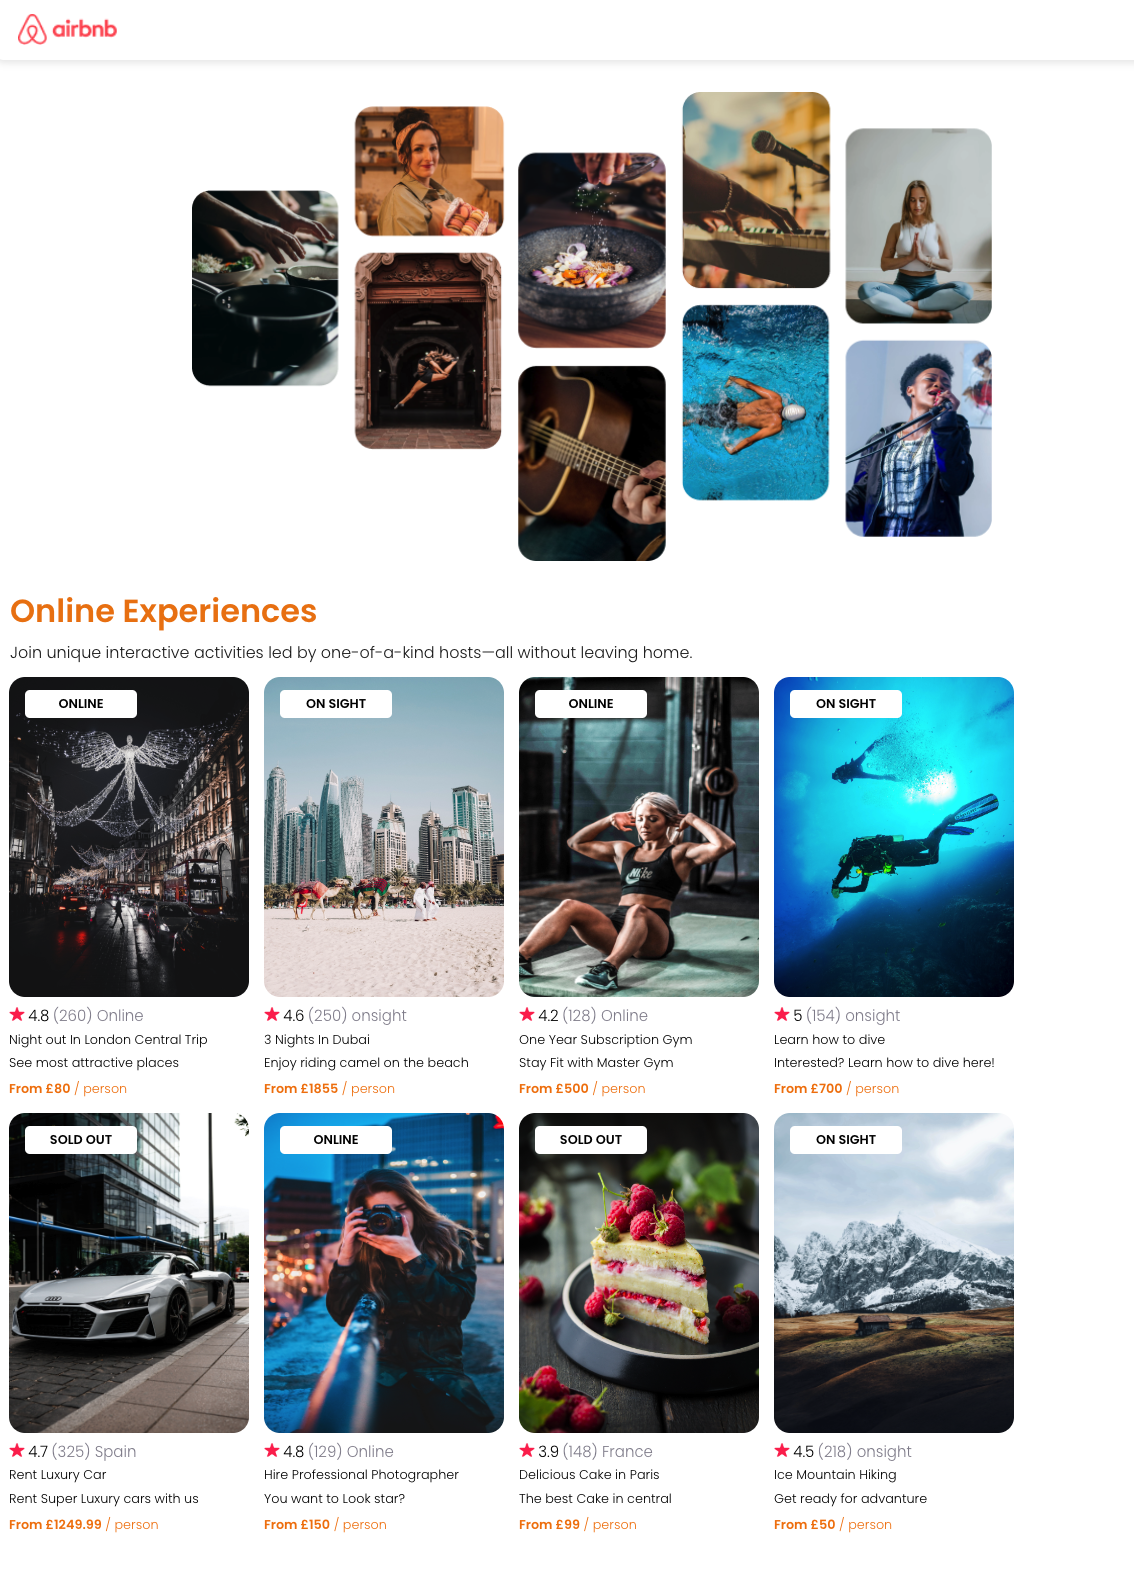 airbnb
Online Experiences
Join unique interactive activities led by one-of-a-kind hosts—all without leaving home.
ONLINE
4.8 (260) Online
Night out In London Central Trip
See most attractive places
From £80 / person
ON SIGHT
4.6 (250) onsight
3 Nights In Dubai
Enjoy riding camel on the beach
From £1855 / person
ONLINE
NIKE
4.2 (128) Online
One Year Subscription Gym
Stay Fit with Master Gym
From £500 / person
ON SIGHT
5 (154) onsight
Learn how to dive
Interested? Learn how to dive here!
From £700 / person
SOLD OUT
4.7 (325) Spain
Rent Luxury Car
Rent Super Luxury cars with us
From £1249.99 / person
ONLINE
4.8 (129) Online
Hire Professional Photographer
You want to Look star?
From £150 / person
SOLD OUT
3.9 (148) France
Delicious Cake in Paris
The best Cake in central
From £99 / person
ON SIGHT
4.5 (218) onsight
Ice Mountain Hiking
Get ready for advanture
From £50 / person